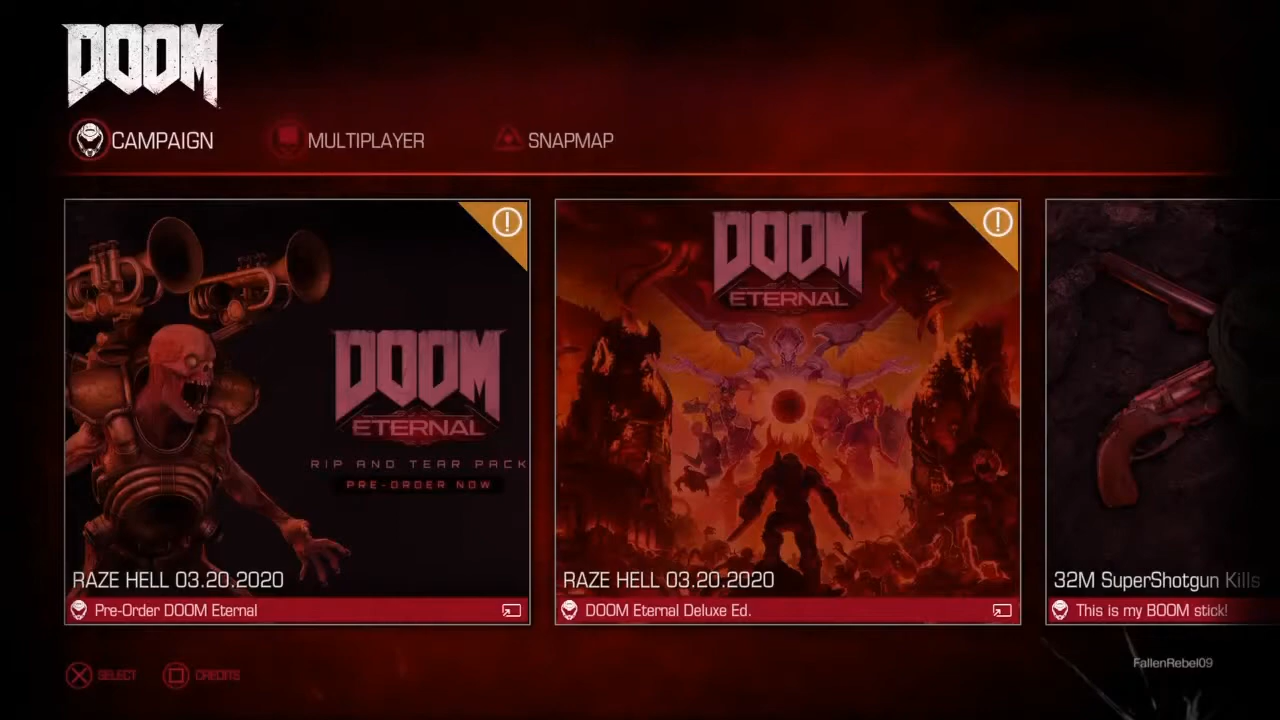 DOOM
CAMPAIGN
MULTIPLAYER
SNAPMAP
DOOM
ETERNAL
RIP AND TEAR PACK
PRE-ORDER NOW
RAZE HELL 03.20.2020
Pre-Order DOOM Eternal
DOOM
ETERNAL
RAZE HELL 03.20.2020
DOOM Eternal Deluxe Ed.
32M SuperShotgun Kills
This is my BOOM stick!
SELECT
CREDITS
FallenRebel09